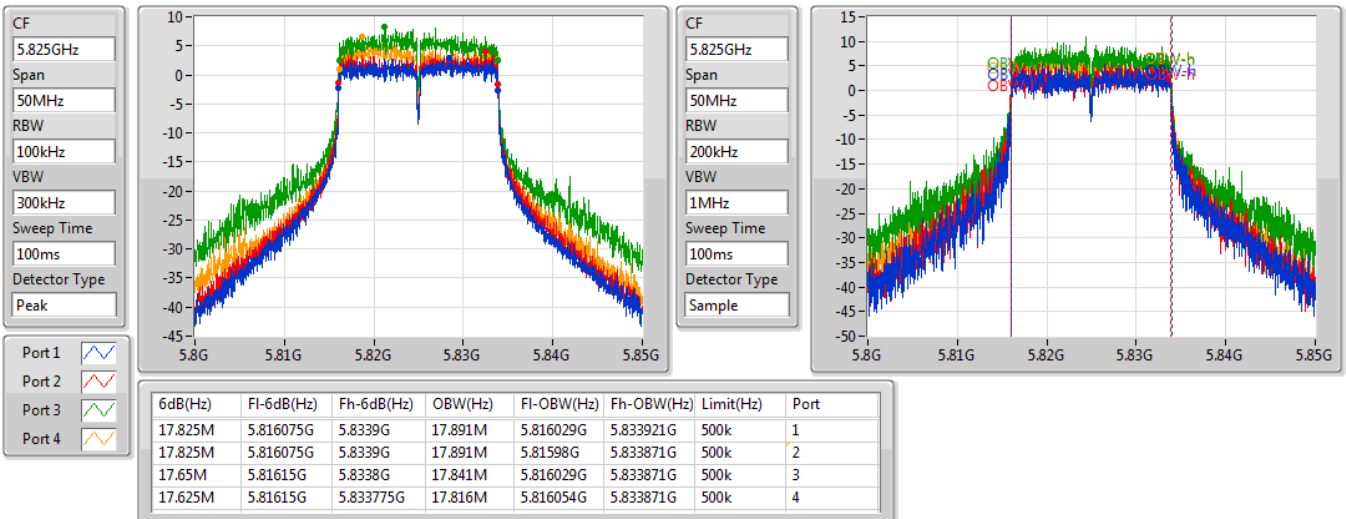 CF
5.825GHz
Span
50MHz
RBW
100kHz
VBW
300kHz
Sweep Time
100ms
Detector Type
Peak
10
5
0
-5
-10
-15
-20
-25
-30
-35
-40
-45
5.8G 5.81G 5.82G 5.83G 5.84G 5.85G
CF
5.825GHz
Span
50MHz
RBW
200kHz
VBW
1MHz
Sweep Time
100ms
Detector Type
Sample
15
10
5
0
-5
-10
-15
-20
-25
-30
-35
-40
-45
-50
5.8G 5.81G 5.82G 5.83G 5.84G 5.85G
Port 1
Port 2
Port 3
Port 4
6dB(Hz) Fl-6dB(Hz) Fh-6dB(Hz) OBW(Hz) Fl-OBW(Hz) Fh-OBW(Hz) Limit(Hz) Port
17.825M 5.816075G 5.8339G 17.891M 5.816029G 5.833921G 500k 1
17.825M 5.816075G 5.8339G 17.891M 5.81598G 5.833871G 500k 2
17.65M 5.81615G 5.8338G 17.841M 5.816029G 5.833871G 500k 3
17.625M 5.81615G 5.833775G 17.816M 5.816054G 5.833871G 500k 4